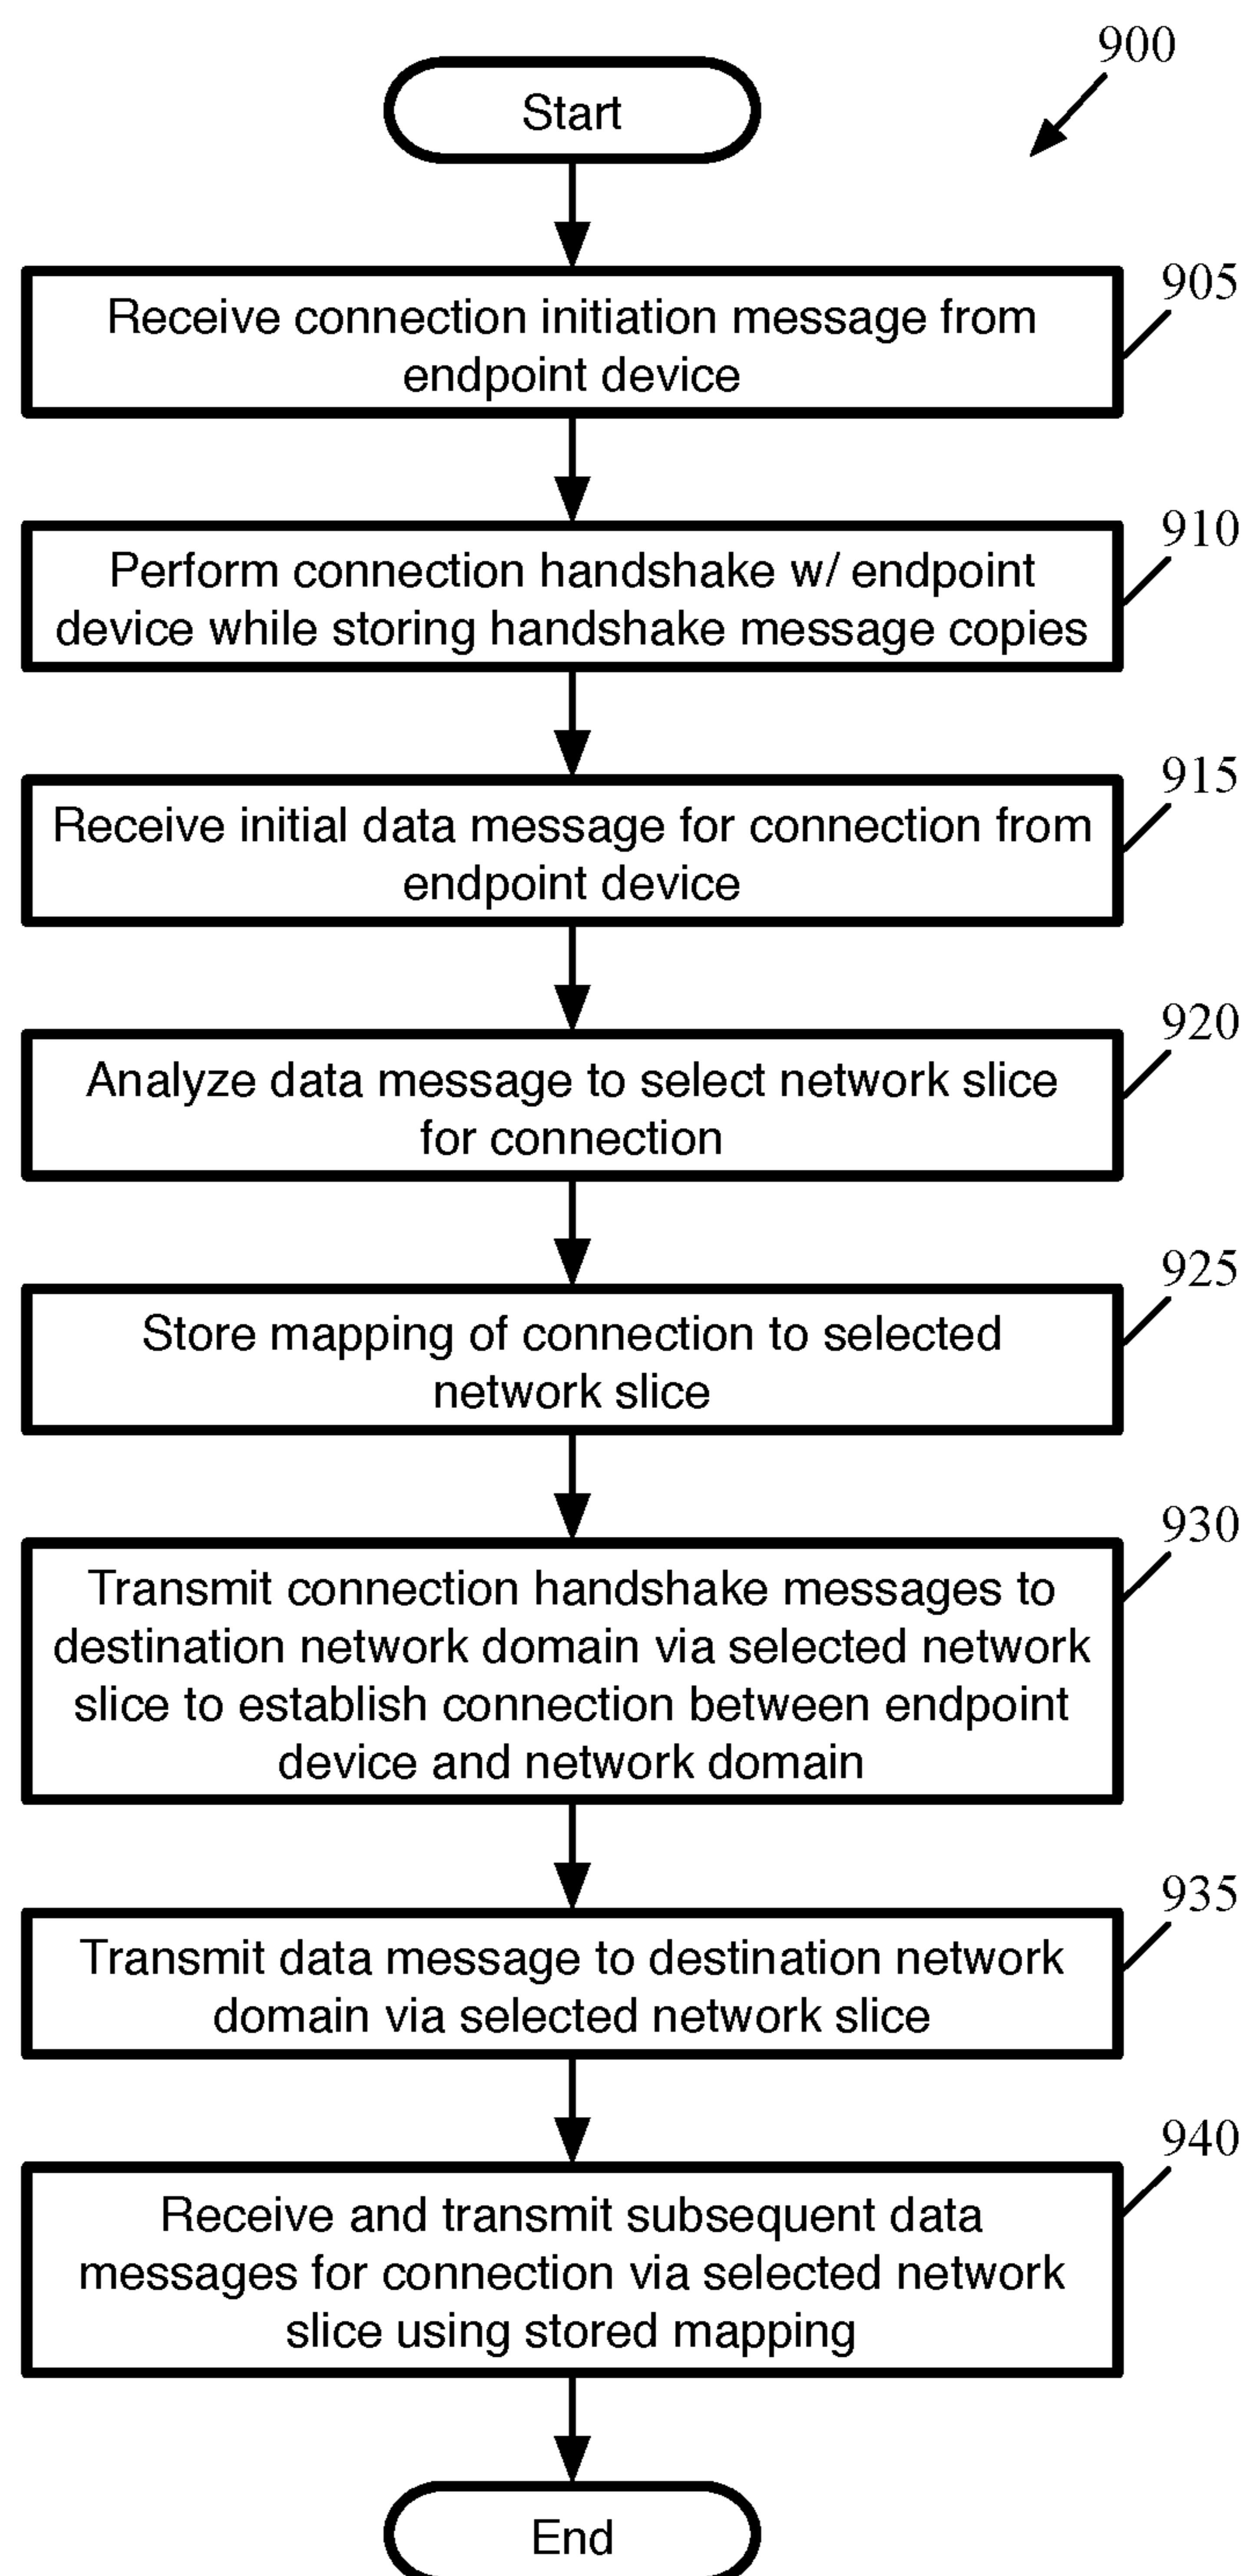 900
Start
905
Receive connection initiation message from
endpoint device
910
Perform connection handshake w/ endpoint
device while storing handshake message copies
915
Receive initial data message for connection from
endpoint device
920
Analyze data message to select network slice
for connection
925
Store mapping of connection to selected
network slice
930
Transmit connection handshake messages to
destination network domain via selected network
slice to establish connection between endpoint
device and network domain
935
Transmit data message to destination network
domain via selected network slice
940
Receive and transmit subsequent data
messages for connection via selected network
slice using stored mapping
End